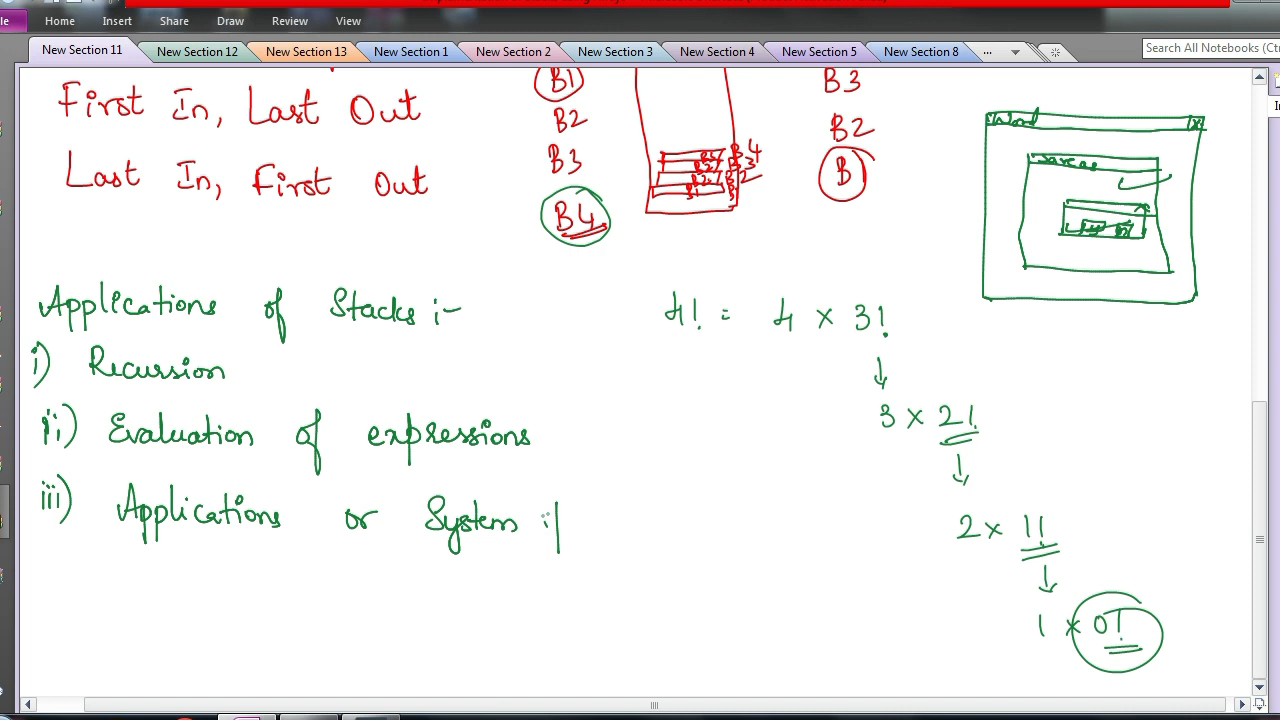 Home Insert Share Draw Review View
New Section 11 New Section 12 New Section 13 New Section 1 New Section 2 New Section 3 New Section 4 New Section 5 New Section 8 ... Search All Notebooks (Ct
First In, Last Out
Last In, First Out
B1
B2
B3
B4
B3
B2
B
Applications of Stacks :-
i) Recursion
ii) Evaluation of expressions
iii) Applications or System
4! = 4 × 3!
3 × 2!
2 × 1!
1 × 0!